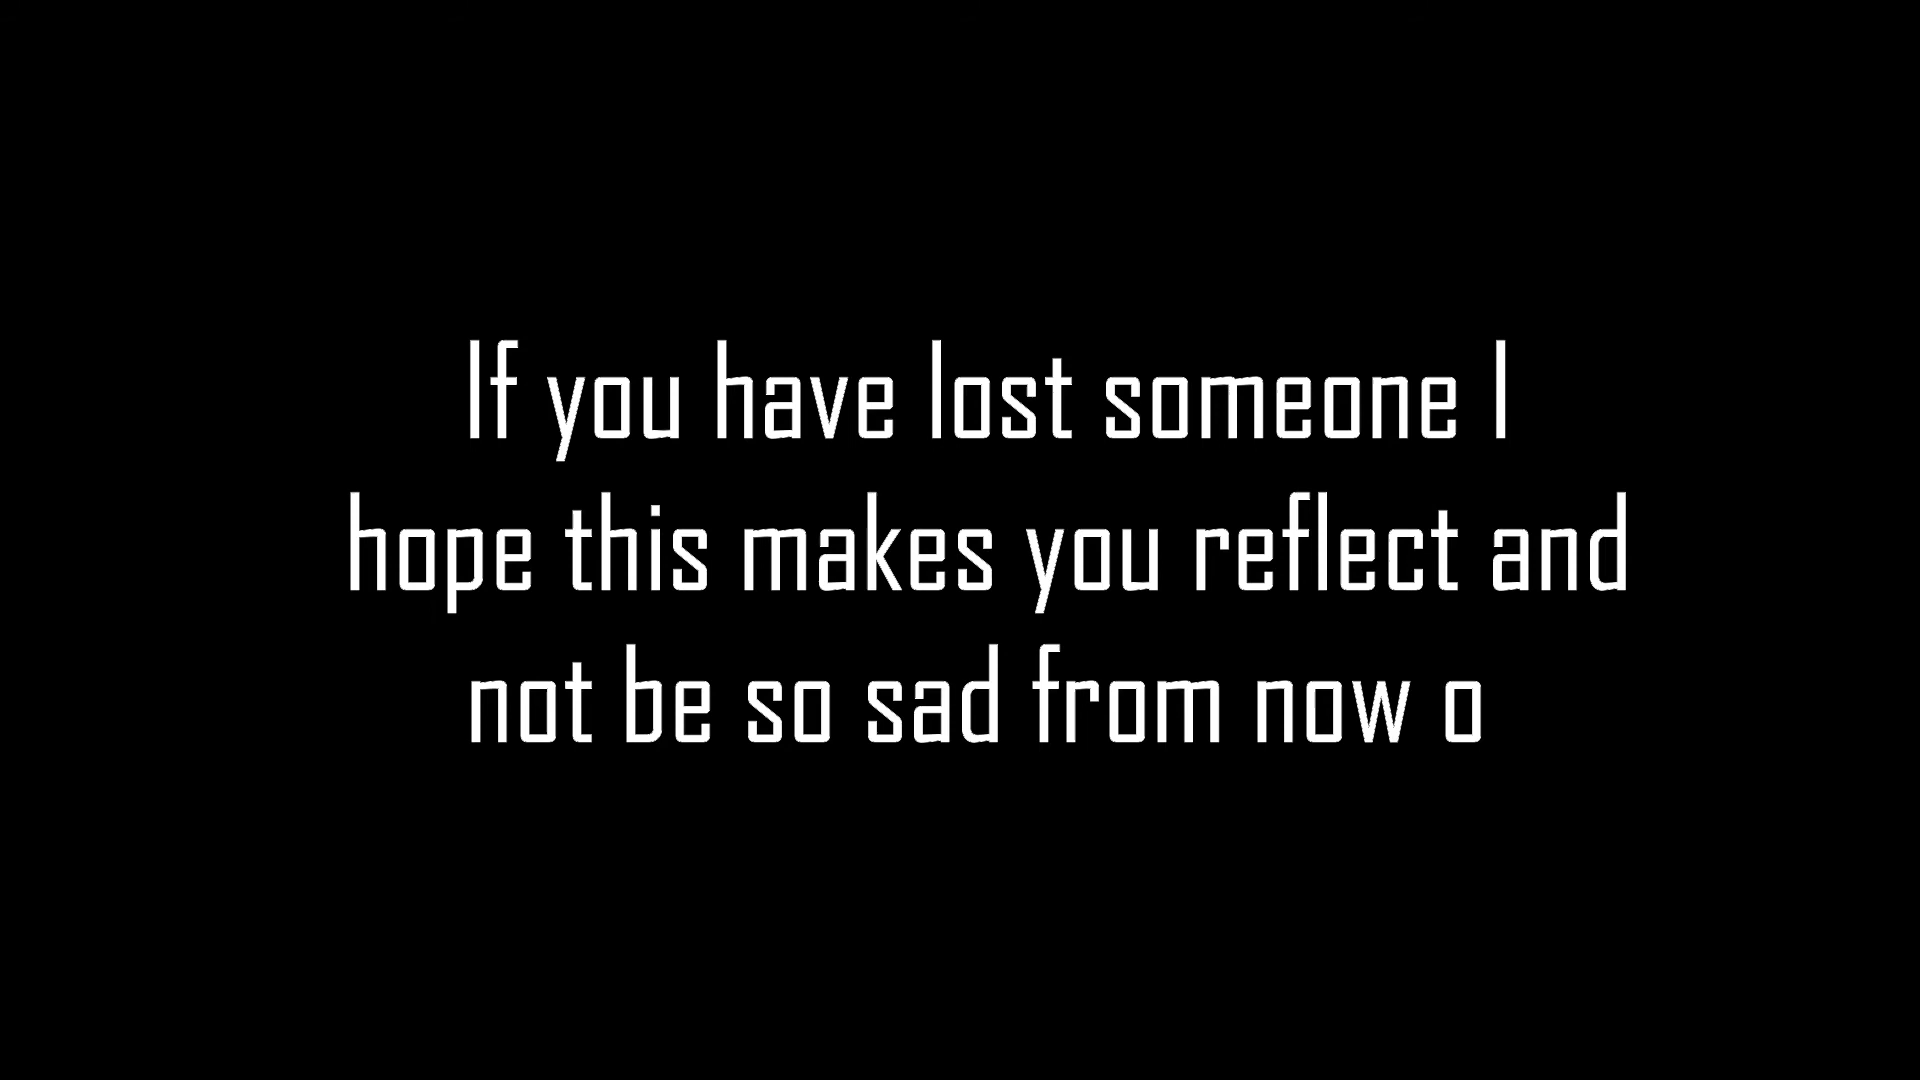 If you have lost someone I
hope this makes you reflect and
not be so sad from now o